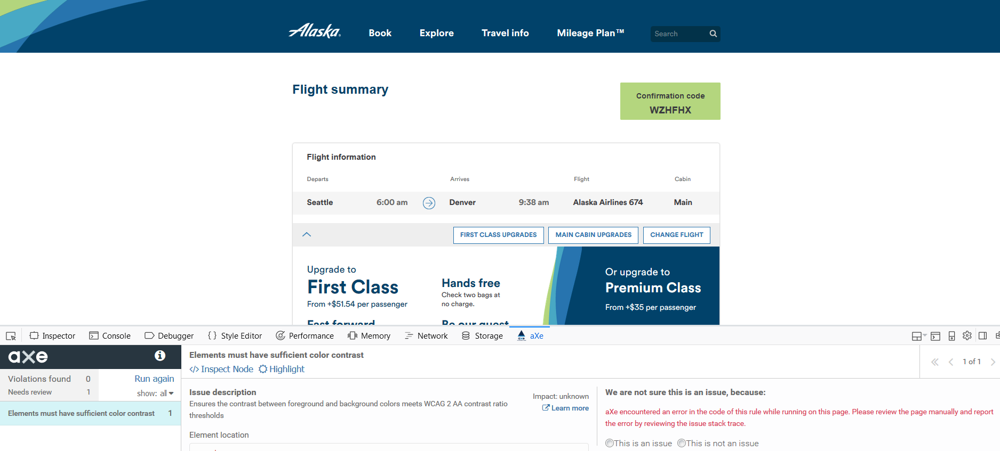 Alaska Book Explore Travel info Mileage Plan™ Search
Flight summary
Confirmation code
WZHFHX
Flight information
Departs Arrives Flight Cabin
Seattle 6:00 am Denver 9:38 am Alaska Airlines 674 Main
FIRST CLASS UPGRADES MAIN CABIN UPGRADES CHANGE FLIGHT
Upgrade to
First Class
From +$51.54 per passenger
Hands free
Check two bags at
no charge.
Or upgrade to
Premium Class
From +$35 per passenger
Fast forward Be our guest
Inspector Console Debugger {} Style Editor Performance Memory Network Storage aXe
axe
Violations found 0
Run again
Needs review 1
show: all
Elements must have sufficient color contrast 1
Elements must have sufficient color contrast
</> Inspect Node Highlight
1 of 1
Issue description
Ensures the contrast between foreground and background colors meets WCAG 2 AA contrast ratio
thresholds
Impact: unknown
Learn more
Element location
We are not sure this is an issue, because:
aXe encountered an error in the code of this rule while running on this page. Please review the page manually and report
the error by reviewing the issue stack trace.
This is an issue This is not an issue